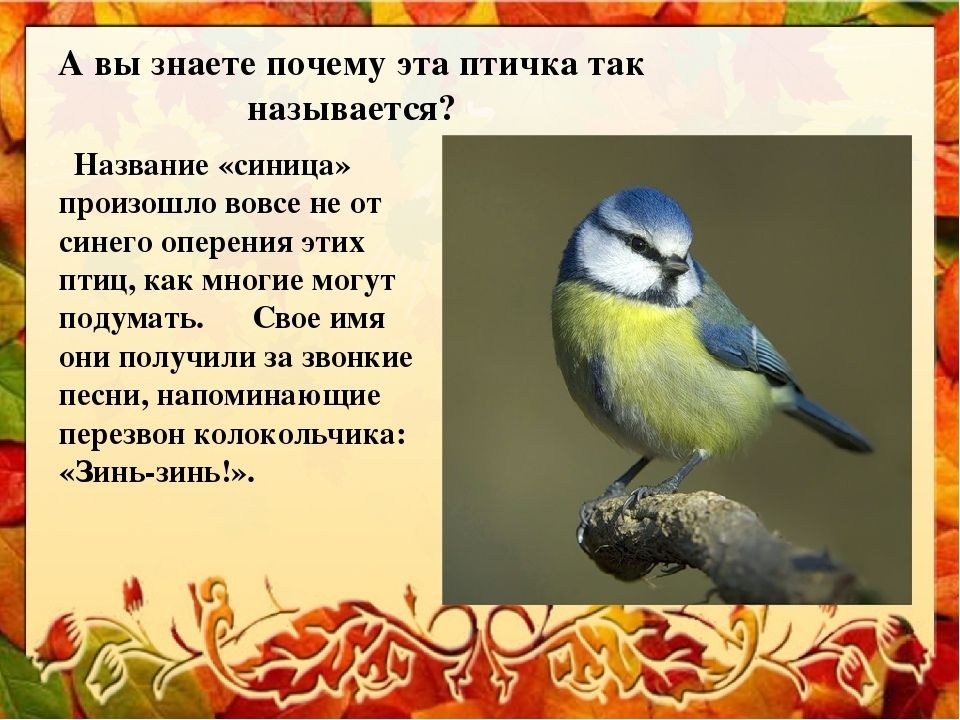 А вы знаете почему эта птичка так
называется?
Название «синица»
произошло вовсе не от
синего оперения этих
птиц, как многие могут
подумать. Свое имя
они получили за звонкие
песни, напоминающие
перезвон колокольчика:
«Зинь-зинь!».